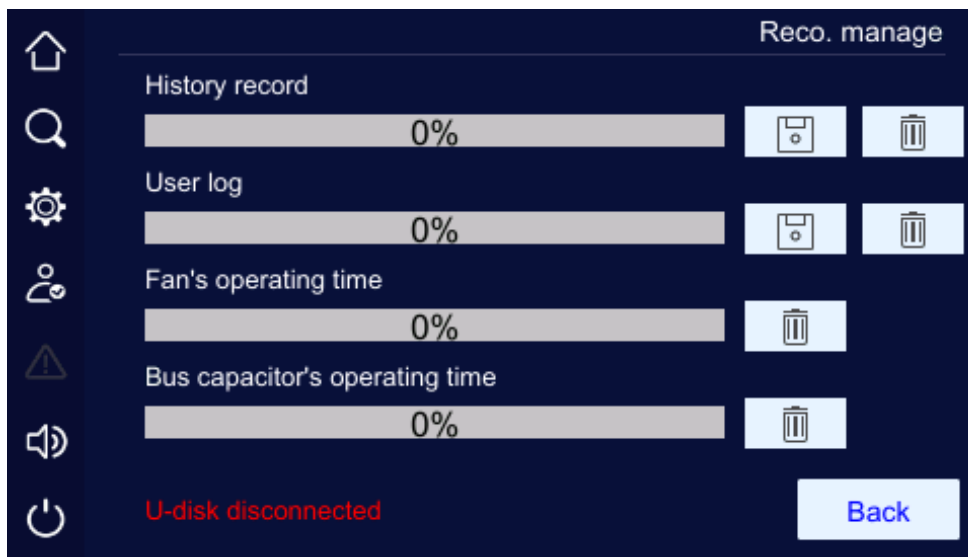 Reco. manage
History record
0%
User log
0%
Fan's operating time
0%
Bus capacitor's operating time
0%
U-disk disconnected
Back